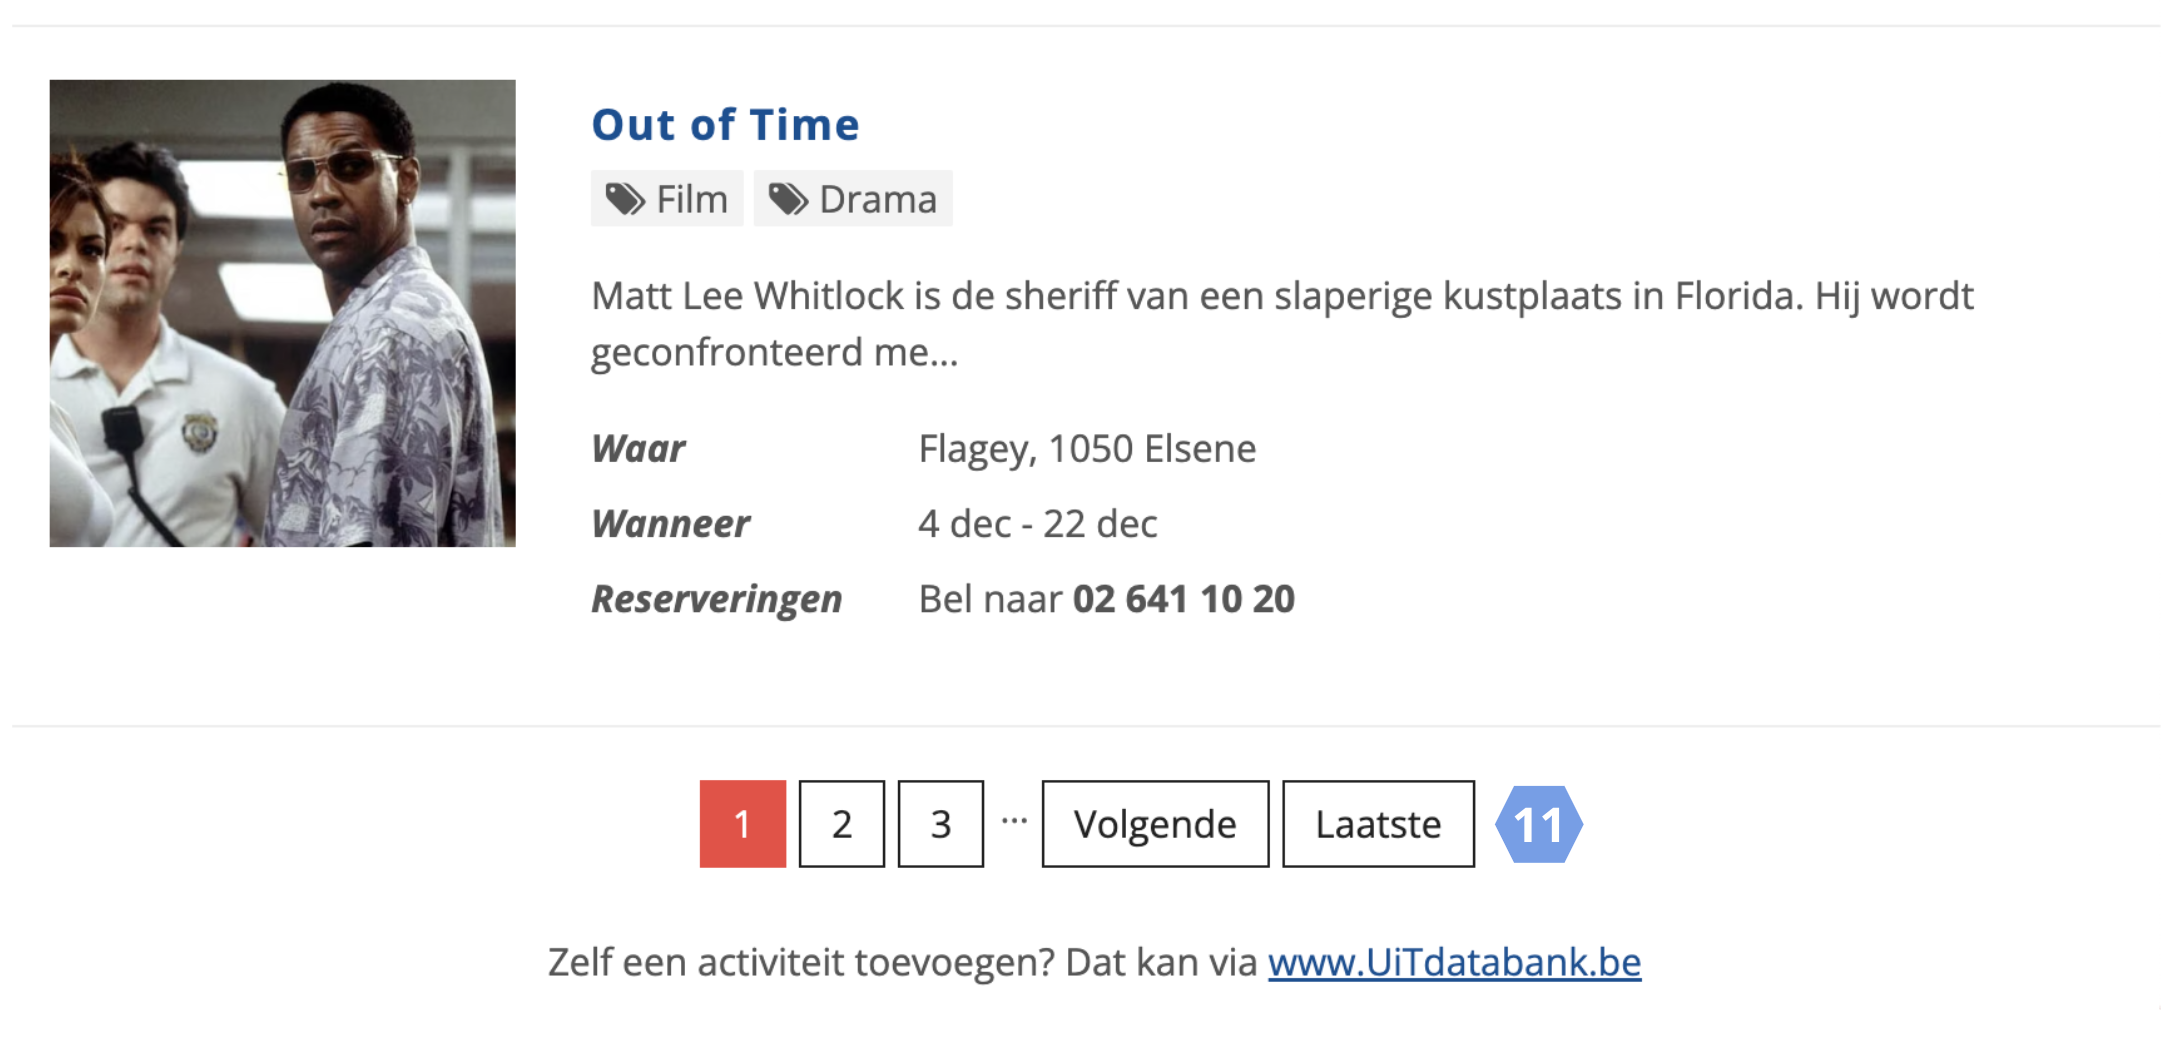 Out of Time
Film Drama
Matt Lee Whitlock is de sheriff van een slaperige kustplaats in Florida. Hij wordt
geconfronteerd me...
Waar Flagey, 1050 Elsene
Wanneer 4 dec - 22 dec
Reserveringen Bel naar 02 641 10 20
1 2 3 ... Volgende Laatste 11
Zelf een activiteit toevoegen? Dat kan via www.UiTdatabank.be